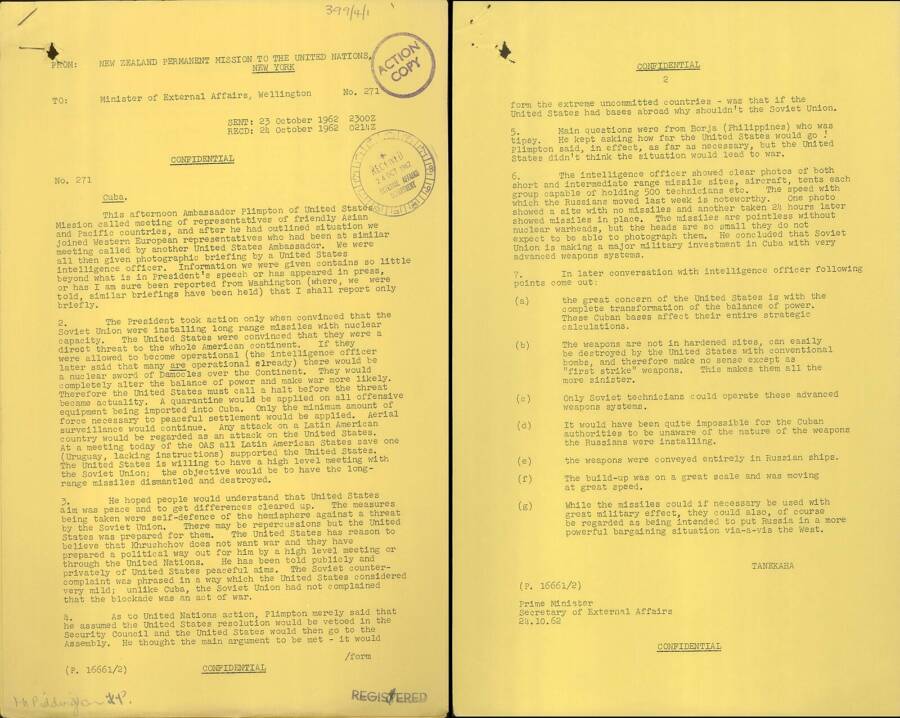 399/4/1
FROM: NEW ZEALAND PERMANENT MISSION TO THE UNITED NATIONS,
NEW YORK
ACTION
COPY
TO: Minister of External Affairs, Wellington No. 271
SENT: 23 October 1962 2300Z
RECD: 24 October 1962 0214Z
RECEIVED
24 OCT 1962
CONFIDENTIAL
No. 271
Cuba.
This afternoon Ambassador Plimpton of United States
Mission called meeting of representatives of friendly Asian
and Pacific countries, and after he had outlined situation we
joined Western European representatives who had been at similar
meeting called by another United States Ambassador. We were
all then given photographic briefing by a United States
intelligence officer. Information we were given contains so little
beyond what is in President's speech or has appeared in press,
or has I am sure been reported from Washington (where, we were
told, similar briefings have been held) that I shall report only
briefly.
2. The President took action only when convinced that the
Soviet Union were installing long range missiles with nuclear
capacity. The United States were convinced that they were a
direct threat to the whole American continent. If they
were allowed to become operational (the intelligence officer
later said that many are operational already) there would be
a nuclear sword of Damocles over the Continent. They would
completely alter the balance of power and make war more likely.
Therefore the United States must call a halt before the threat
became actuality. A quarantine would be applied on all offensive
equipment being imported into Cuba. Only the minimum amount of
force necessary to peaceful settlement would be applied. Aerial
surveillance would continue. Any attack on a Latin American
country would be regarded as an attack on the United States.
At a meeting today of the OAS all Latin American States save one
(Uruguay, lacking instructions) supported the United States.
The United States is willing to have a high level meeting with
the Soviet Union; the objective would be to have the long-
range missiles dismantled and destroyed.
3. He hoped people would understand that United States
aim was peace and to get differences cleared up. The measures
being taken were self-defence of the hemisphere against a threat
by the Soviet Union. There may be repercussions but the United
States was prepared for them. The United States has reason to
believe that Khrushchov does not want war and they have
prepared a political way out for him by a high level meeting or
through the United Nations. He has been told publicly and
privately of United States peaceful aims. The Soviet counter-
complaint was phrased in a way which the United States considered
very mild; unlike Cuba, the Soviet Union had not complained
that the blockade was an act of war.
4. As to United Nations action, Plimpton merely said that
he assumed the United States resolution would be vetoed in the
Security Council and the United States would then go to the
Assembly. He thought the main argument to be met - it would
/form
(P. 16661/2) CONFIDENTIAL
REGISTERED
CONFIDENTIAL
2
form the extreme uncommitted countries - was that if the
United States had bases abroad why shouldn't the Soviet Union.
5. Main questions were from Borja (Philippines) who was
tipsy. He kept asking how far the United States would go !
Plimpton said, in effect, as far as necessary, but the United
States didn't think the situation would lead to war.
6. The intelligence officer showed clear photos of both
short and intermediate range missile sites, aircraft, tents each
group capable of holding 500 technicians etc. The speed with
which the Russians moved last week is noteworthy. One photo
showed a site with no missiles and another taken 24 hours later
showed missiles in place. The missiles are pointless without
nuclear warheads, but the heads are so small they do not
expect to be able to photograph them. He concluded that Soviet
Union is making a major military investment in Cuba with very
advanced weapons systems.
7. In later conversation with intelligence officer following
points come out:
(a) the great concern of the United States is with the
complete transformation of the balance of power.
These Cuban bases affect their entire strategic
calculations.
(b) The weapons are not in hardened sites, can easily
be destroyed by the United States with conventional
bombs, and therefore make no sense except as
"first strike" weapons. This makes them all the
more sinister.
(c) Only Soviet technicians could operate these advanced
weapons systems.
(d) It would have been quite impossible for the Cuban
authorities to be unaware of the nature of the weapons
the Russians were installing.
(e) the weapons were conveyed entirely in Russian ships.
(f) The build-up was on a great scale and was moving
at great speed.
(g) While the missiles could if necessary be used with
great military effect, they could also, of course
be regarded as being intended to put Russia in a more
powerful bargaining situation via-a-vis the West.
TANEKAHA
(P. 16661/2)
Prime Minister
Secretary of External Affairs
24.10.62
CONFIDENTIAL